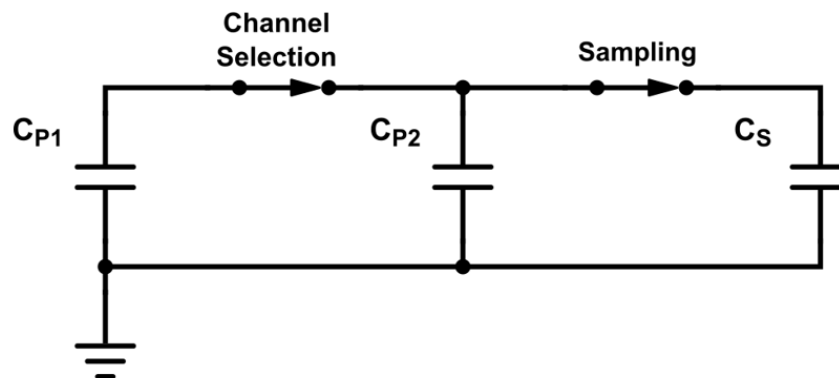 Channel
Selection
Sampling
CP1
CP2
CS